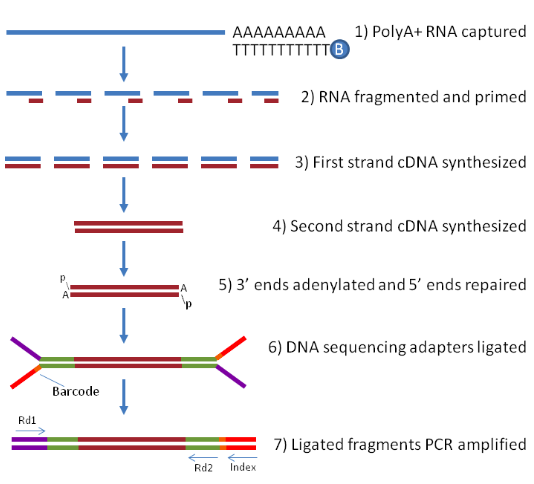 AAAAAAAAA 1) PolyA+ RNA captured
TTTTTTTTTTT B
2) RNA fragmented and primed
3) First strand cDNA synthesized
4) Second strand cDNA synthesized
p
A A 5) 3’ ends adenylated and 5’ ends repaired
p
6) DNA sequencing adapters ligated
Barcode
Rd1
7) Ligated fragments PCR amplified
Rd2 Index